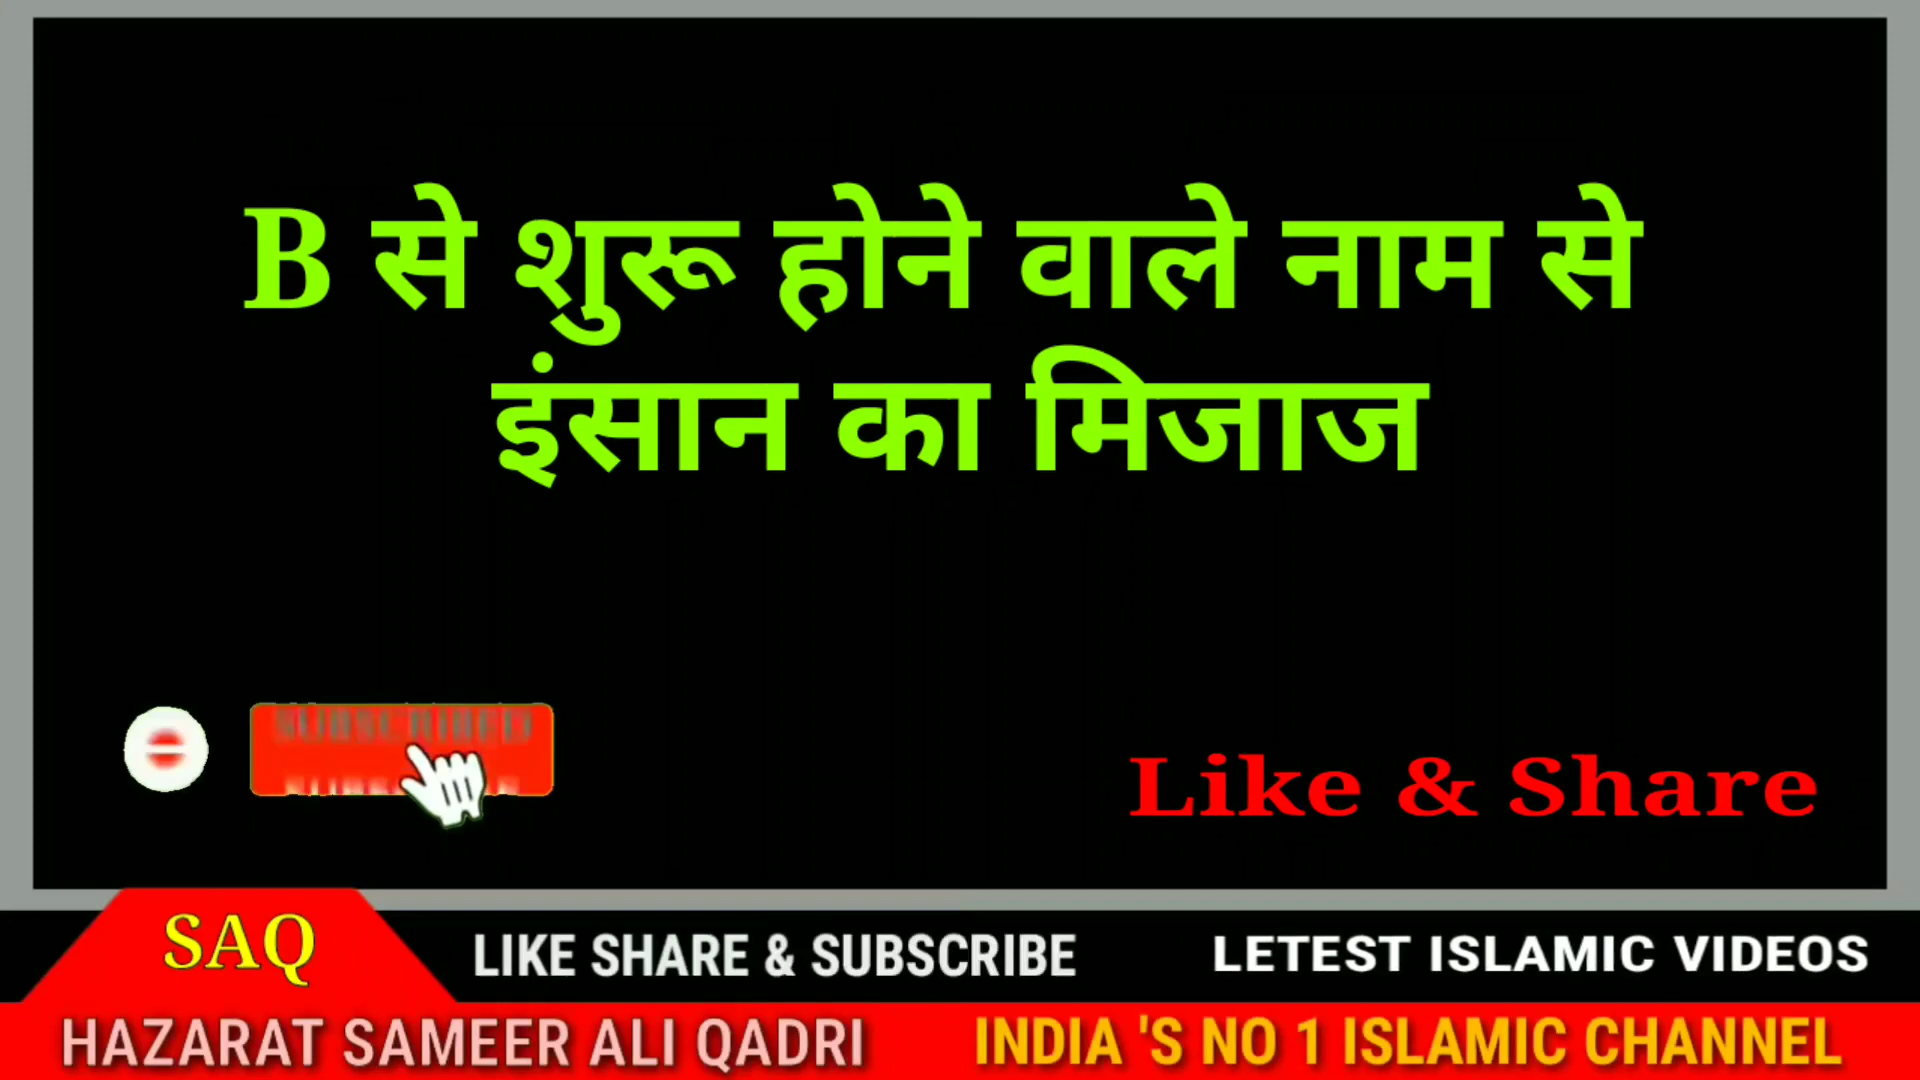 B से शुरू होने वाले नाम से
इंसान का मिजाज
Like & Share
SAQ
LIKE SHARE & SUBSCRIBE
LETEST ISLAMIC VIDEOS
HAZARAT SAMEER ALI QADRI
INDIA 'S NO 1 ISLAMIC CHANNEL